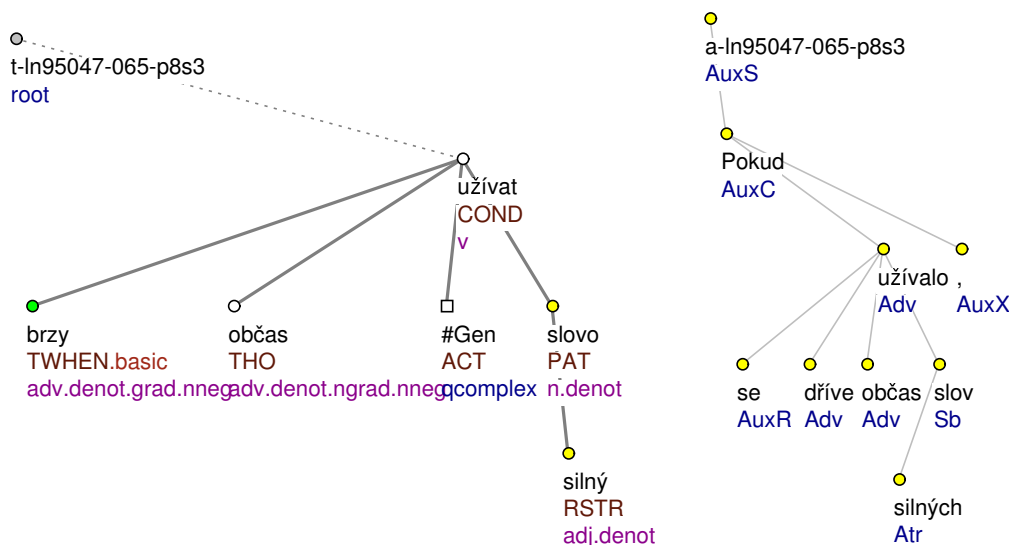 t-ln95047-065-p8s3
root
užívat
COND
v
brzy
TWHEN.basic
adv.denot.grad.nneg
občas
THO
adv.denot.ngrad.nneg
#Gen
ACT
qcomplex
slovo
PAT
n.denot
silný
RSTR
adj.denot
a-ln95047-065-p8s3
AuxS
Pokud
AuxC
užívalo
Adv
,
AuxX
se
AuxR
dříve
Adv
občas
Adv
slov
Sb
silných
Atr